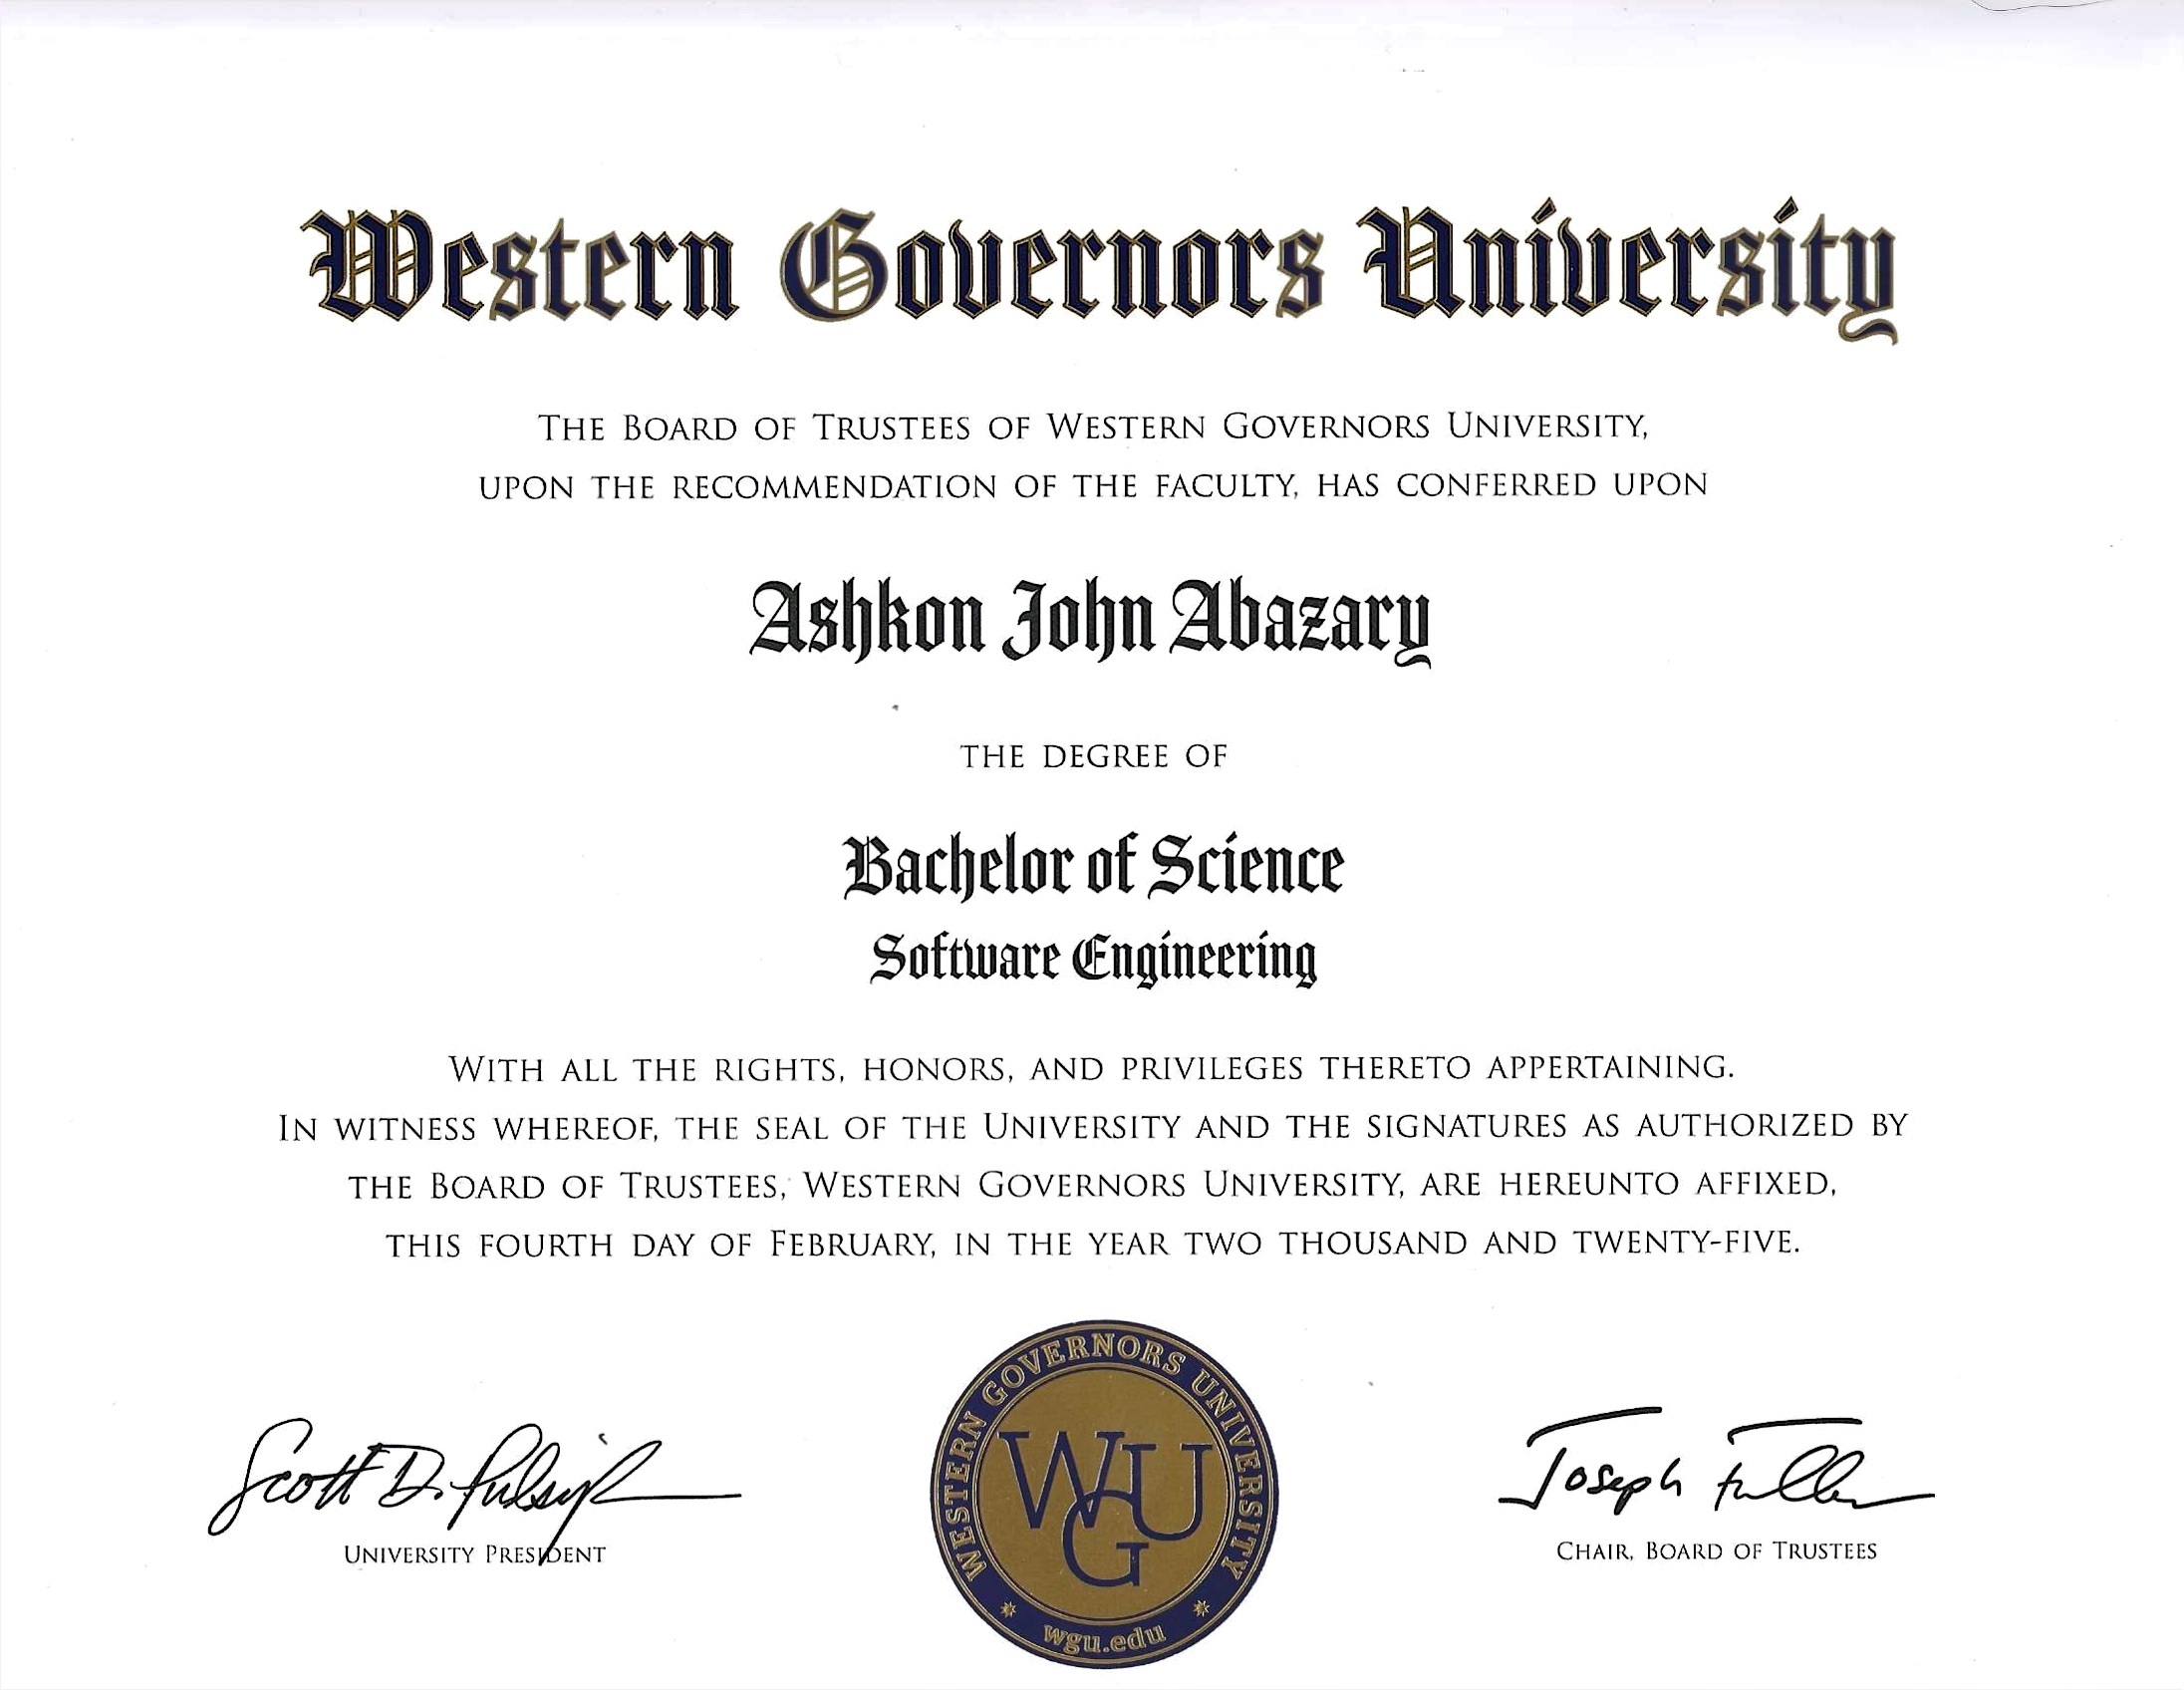 Western Governors University
The Board of Trustees of Western Governors University,
upon the recommendation of the faculty, has conferred upon
Ashkon John Abazary
the degree of
Bachelor of Science
Software Engineering
With all the rights, honors, and privileges thereto appertaining.
In witness whereof, the seal of the University and the signatures as authorized by
the Board of Trustees, Western Governors University, are hereunto affixed,
this fourth day of February, in the year two thousand and twenty-five.
Scott D. Pulsipher
University President
WESTERN GOVERNORS UNIVERSITY
WGU
wgu.edu
Joseph Fuller
Chair, Board of Trustees